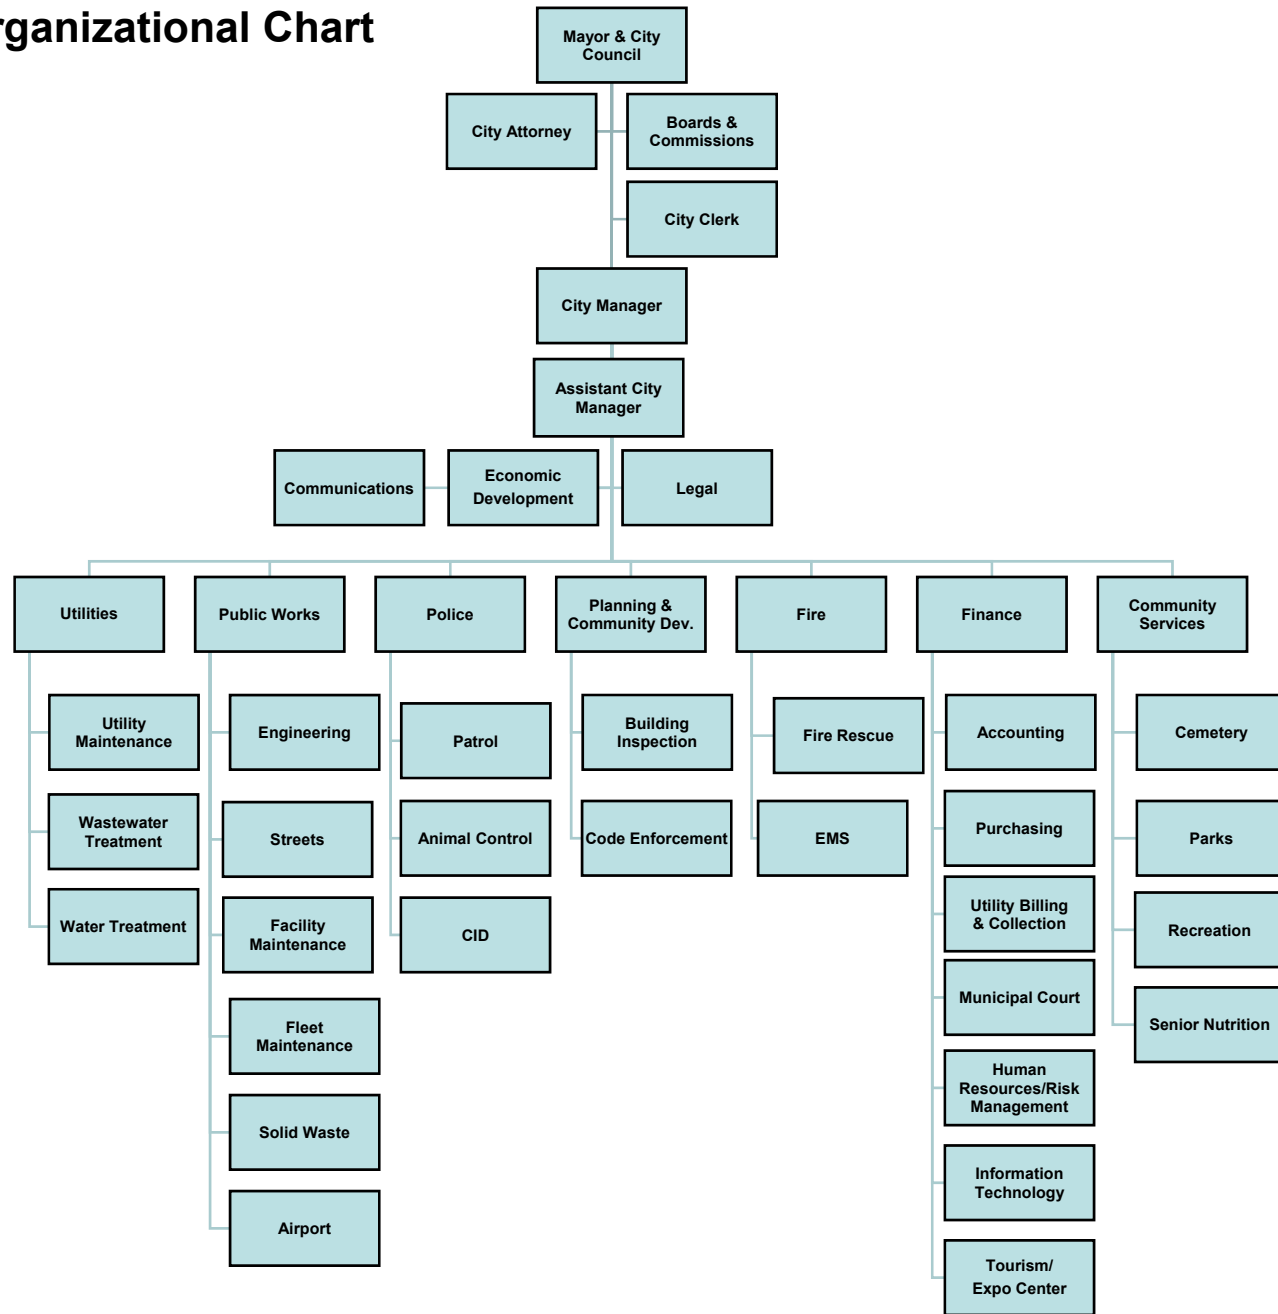 rganizational Chart
Mayor & City
Council
City Attorney
Boards &
Commissions
City Clerk
City Manager
Assistant City
Manager
Communications
Economic
Development
Legal
Utilities
Public Works
Police
Planning &
Community Dev.
Fire
Finance
Community
Services
Utility
Maintenance
Wastewater
Treatment
Water Treatment
Engineering
Streets
Facility
Maintenance
Fleet
Maintenance
Solid Waste
Airport
Patrol
Animal Control
CID
Building
Inspection
Code Enforcement
Fire Rescue
EMS
Accounting
Purchasing
Utility Billing
& Collection
Municipal Court
Human
Resources/Risk
Management
Information
Technology
Tourism/
Expo Center
Cemetery
Parks
Recreation
Senior Nutrition